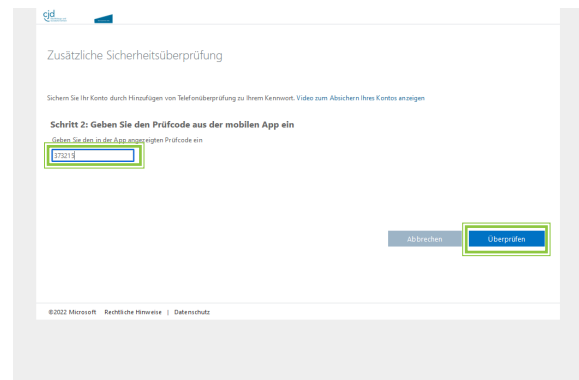 cjd
Zusätzliche Sicherheitsüberprüfung
Sichern Sie Ihr Konto durch Hinzufügen von Telefonüberprüfung zu Ihrem Kennwort. Video zum Absichern Ihres Kontos anzeigen
Schritt 2: Geben Sie den Prüfcode aus der mobilen App ein
Geben Sie den in der App angezeigten Prüfcode ein
373215
Abbrechen
Überprüfen
©2022 Microsoft Rechtliche Hinweise | Datenschutz